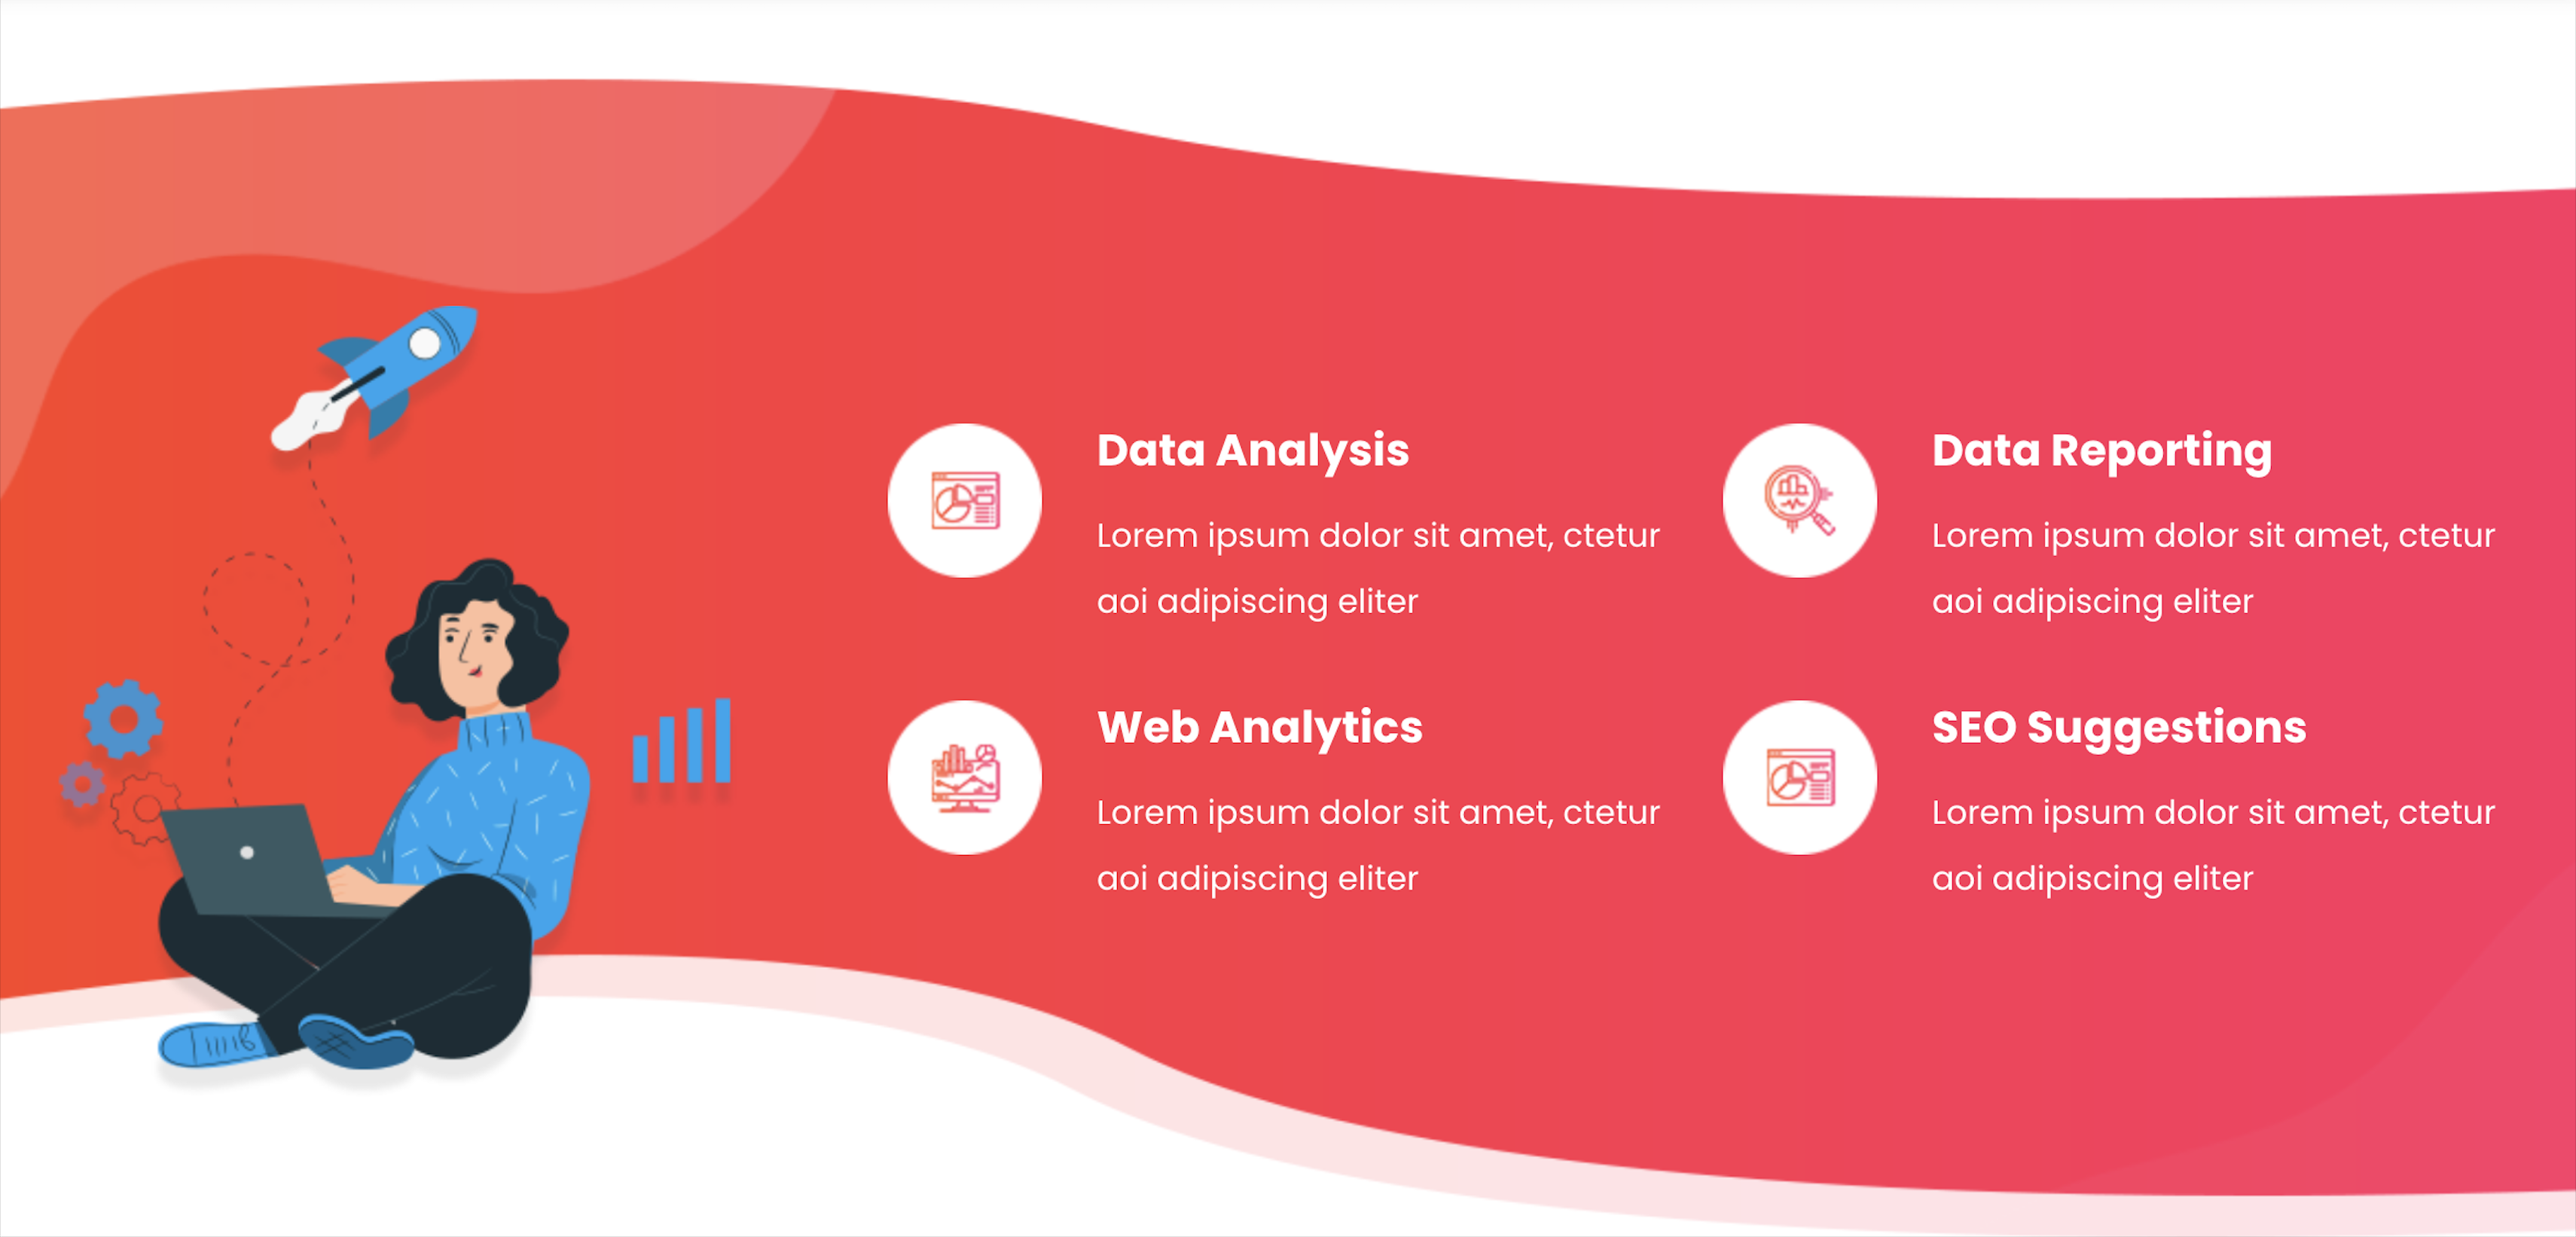 Data Analysis
Lorem ipsum dolor sit amet, ctetur
aoi adipiscing eliter
Data Reporting
Lorem ipsum dolor sit amet, ctetur
aoi adipiscing eliter
Web Analytics
Lorem ipsum dolor sit amet, ctetur
aoi adipiscing eliter
SEO Suggestions
Lorem ipsum dolor sit amet, ctetur
aoi adipiscing eliter